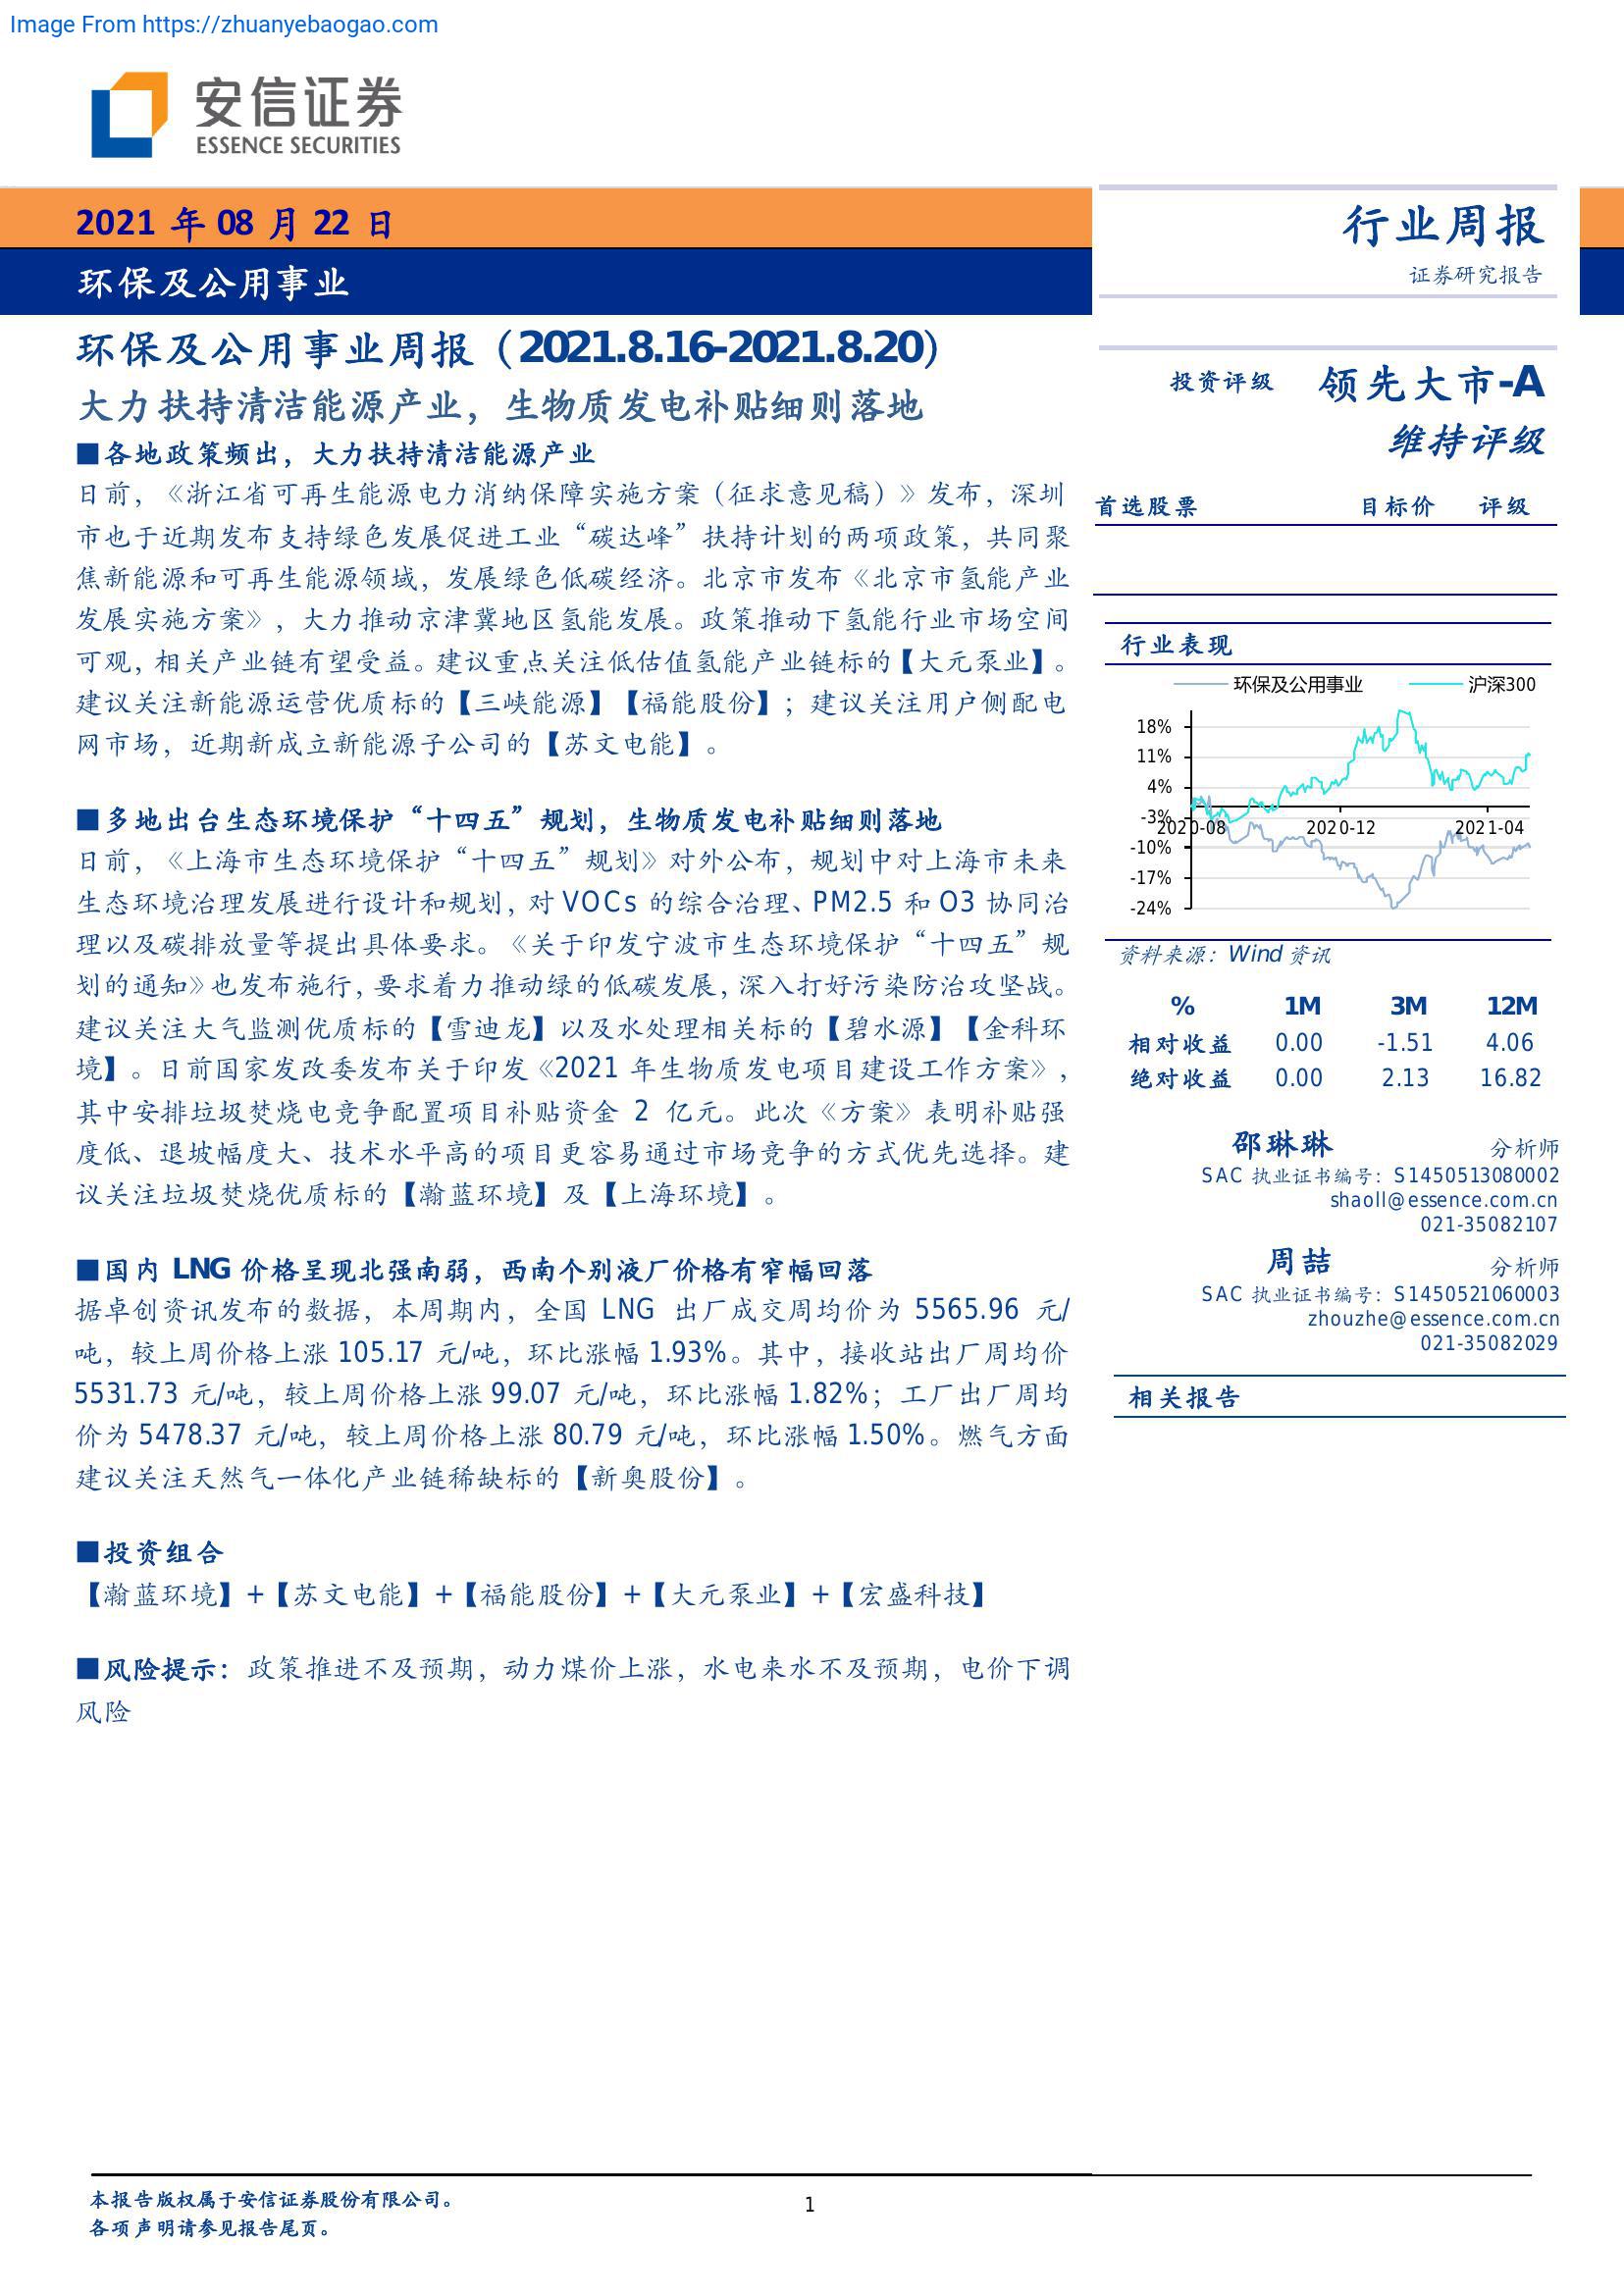 Image From https://zhuanyebaogao.com
安信证券
ESSENCE SECURITIES
2021 年 08 月 22 日
环保及公用事业
环保及公用事业周报（2021.8.16-2021.8.20）
大力扶持清洁能源产业，生物质发电补贴细则落地
■各地政策频出，大力扶持清洁能源产业
日前，《浙江省可再生能源电力消纳保障实施方案（征求意见稿）》发布，深圳
市也于近期发布支持绿色发展促进工业“碳达峰”扶持计划的两项政策，共同聚
焦新能源和可再生能源领域，发展绿色低碳经济。北京市发布《北京市氢能产业
发展实施方案》，大力推动京津冀地区氢能发展。政策推动下氢能行业市场空间
可观，相关产业链有望受益。建议重点关注低估值氢能产业链标的【大元泵业】。
建议关注新能源运营优质标的【三峡能源】【福能股份】；建议关注用户侧配电
网市场，近期新成立新能源子公司的【苏文电能】。
■多地出台生态环境保护“十四五”规划，生物质发电补贴细则落地
日前，《上海市生态环境保护“十四五”规划》对外公布，规划中对上海市未来
生态环境治理发展进行设计和规划，对 VOCs 的综合治理、PM2.5 和 O3 协同治
理以及碳排放量等提出具体要求。《关于印发宁波市生态环境保护“十四五”规
划的通知》也发布施行，要求着力推动绿的低碳发展，深入打好污染防治攻坚战。
建议关注大气监测优质标的【雪迪龙】以及水处理相关标的【碧水源】【金科环
境】。日前国家发改委发布关于印发《2021 年生物质发电项目建设工作方案》，
其中安排垃圾焚烧电竞争配置项目补贴资金 2 亿元。此次《方案》表明补贴强
度低、退坡幅度大、技术水平高的项目更容易通过市场竞争的方式优先选择。建
议关注垃圾焚烧优质标的【瀚蓝环境】及【上海环境】。
■国内 LNG 价格呈现北强南弱，西南个别液厂价格有窄幅回落
据卓创资讯发布的数据，本周期内，全国 LNG 出厂成交周均价为 5565.96 元/
吨，较上周价格上涨 105.17 元/吨，环比涨幅 1.93%。其中，接收站出厂周均价
5531.73 元/吨，较上周价格上涨 99.07 元/吨，环比涨幅 1.82%；工厂出厂周均
价为 5478.37 元/吨，较上周价格上涨 80.79 元/吨，环比涨幅 1.50%。燃气方面
建议关注天然气一体化产业链稀缺标的【新奥股份】。
■投资组合
【瀚蓝环境】+【苏文电能】+【福能股份】+【大元泵业】+【宏盛科技】
■风险提示：政策推进不及预期，动力煤价上涨，水电来水不及预期，电价下调
风险
行业周报
证券研究报告
投资评级 领先大市-A
维持评级
首选股票 目标价 评级
行业表现
环保及公用事业 沪深300
18%
11%
4%
-3%
-10%
-17%
-24%
2020-08 2020-12 2021-04
资料来源：Wind 资讯
% 1M 3M 12M
相对收益 0.00 -1.51 4.06
绝对收益 0.00 2.13 16.82
邵琳琳 分析师
SAC 执业证书编号：S1450513080002
shaoll@essence.com.cn
021-35082107
周喆 分析师
SAC 执业证书编号：S1450521060003
zhouzhe@essence.com.cn
021-35082029
相关报告
本报告版权属于安信证券股份有限公司。
各项声明请参见报告尾页。
1